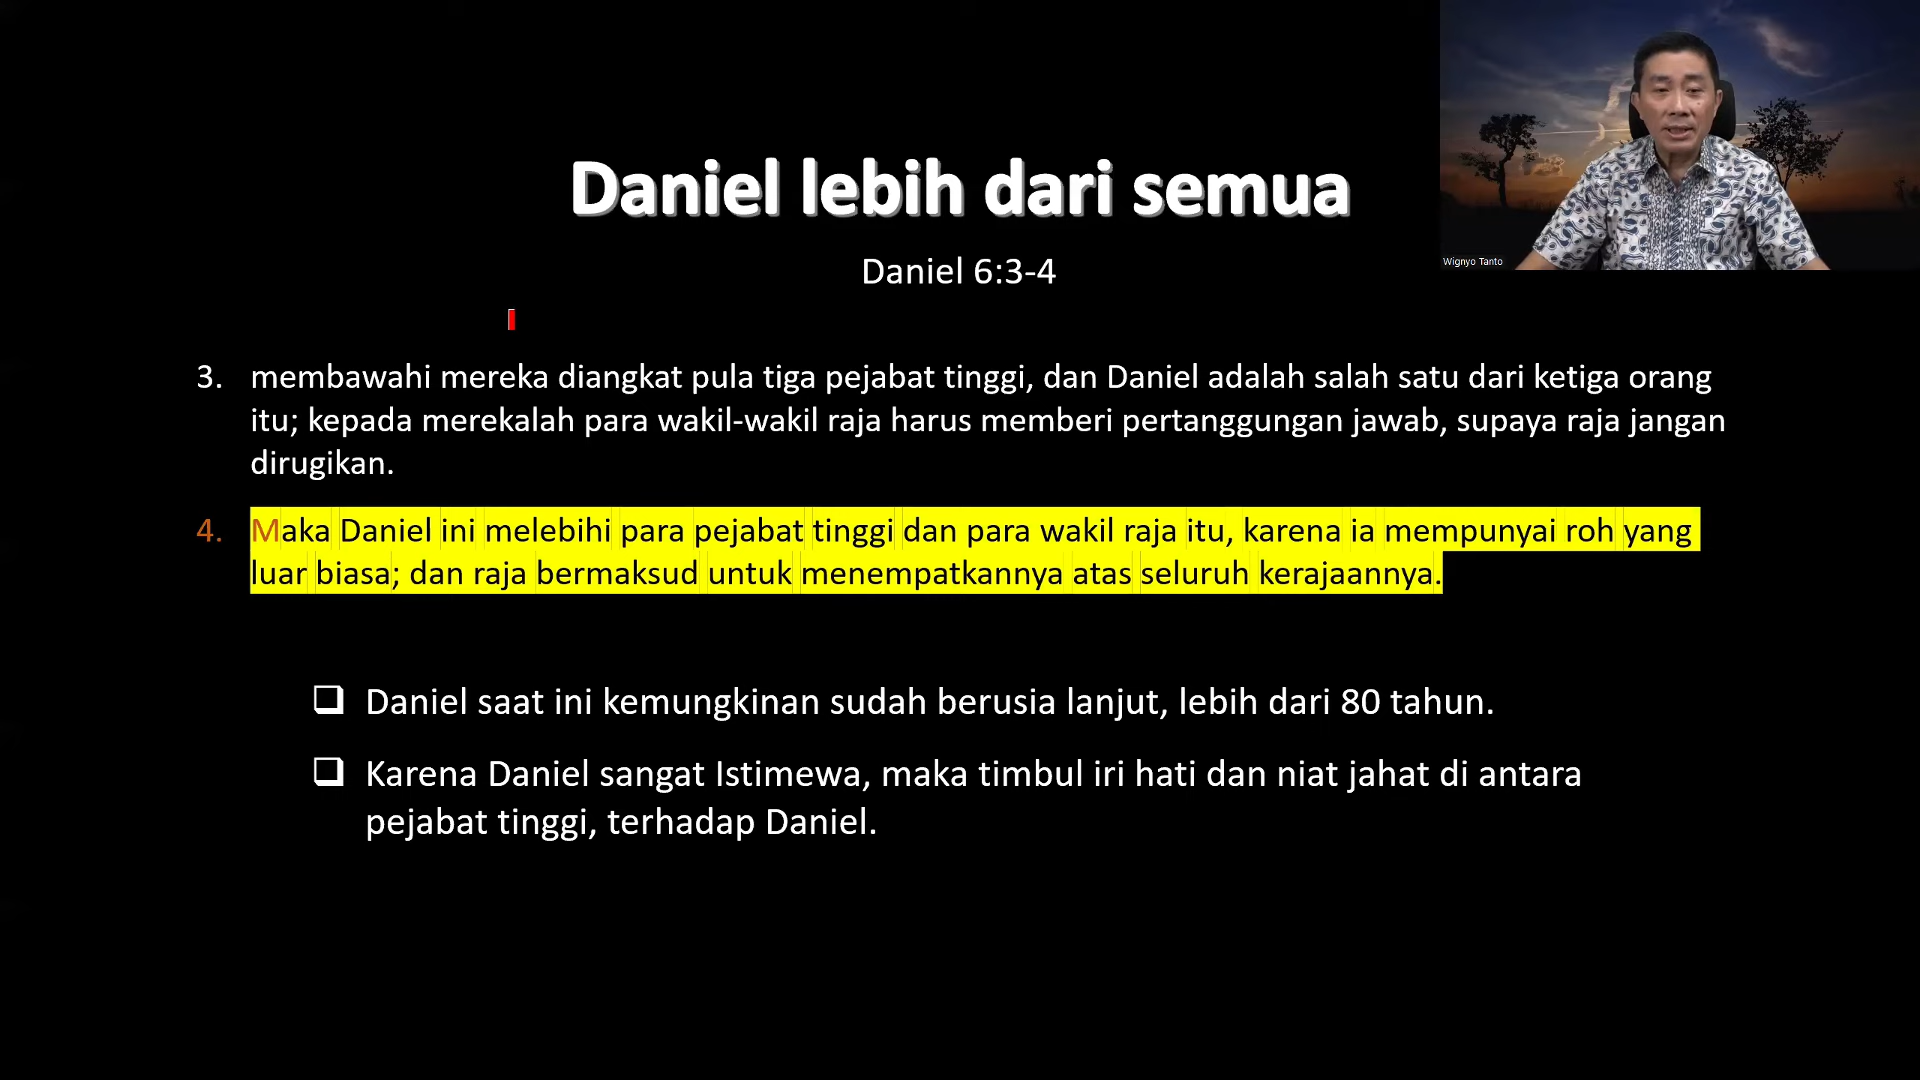 Daniel lebih dari semua
Wignyo Tanto
Daniel 6:3-4
3. membawahi mereka diangkat pula tiga pejabat tinggi, dan Daniel adalah salah satu dari ketiga orang
itu; kepada merekalah para wakil-wakil raja harus memberi pertanggungan jawab, supaya raja jangan
dirugikan.
4. Maka Daniel ini melebihi para pejabat tinggi dan para wakil raja itu, karena ia mempunyai roh yang
luar biasa; dan raja bermaksud untuk menempatkannya atas seluruh kerajaannya.
❑ Daniel saat ini kemungkinan sudah berusia lanjut, lebih dari 80 tahun.
❑ Karena Daniel sangat Istimewa, maka timbul iri hati dan niat jahat di antara
pejabat tinggi, terhadap Daniel.